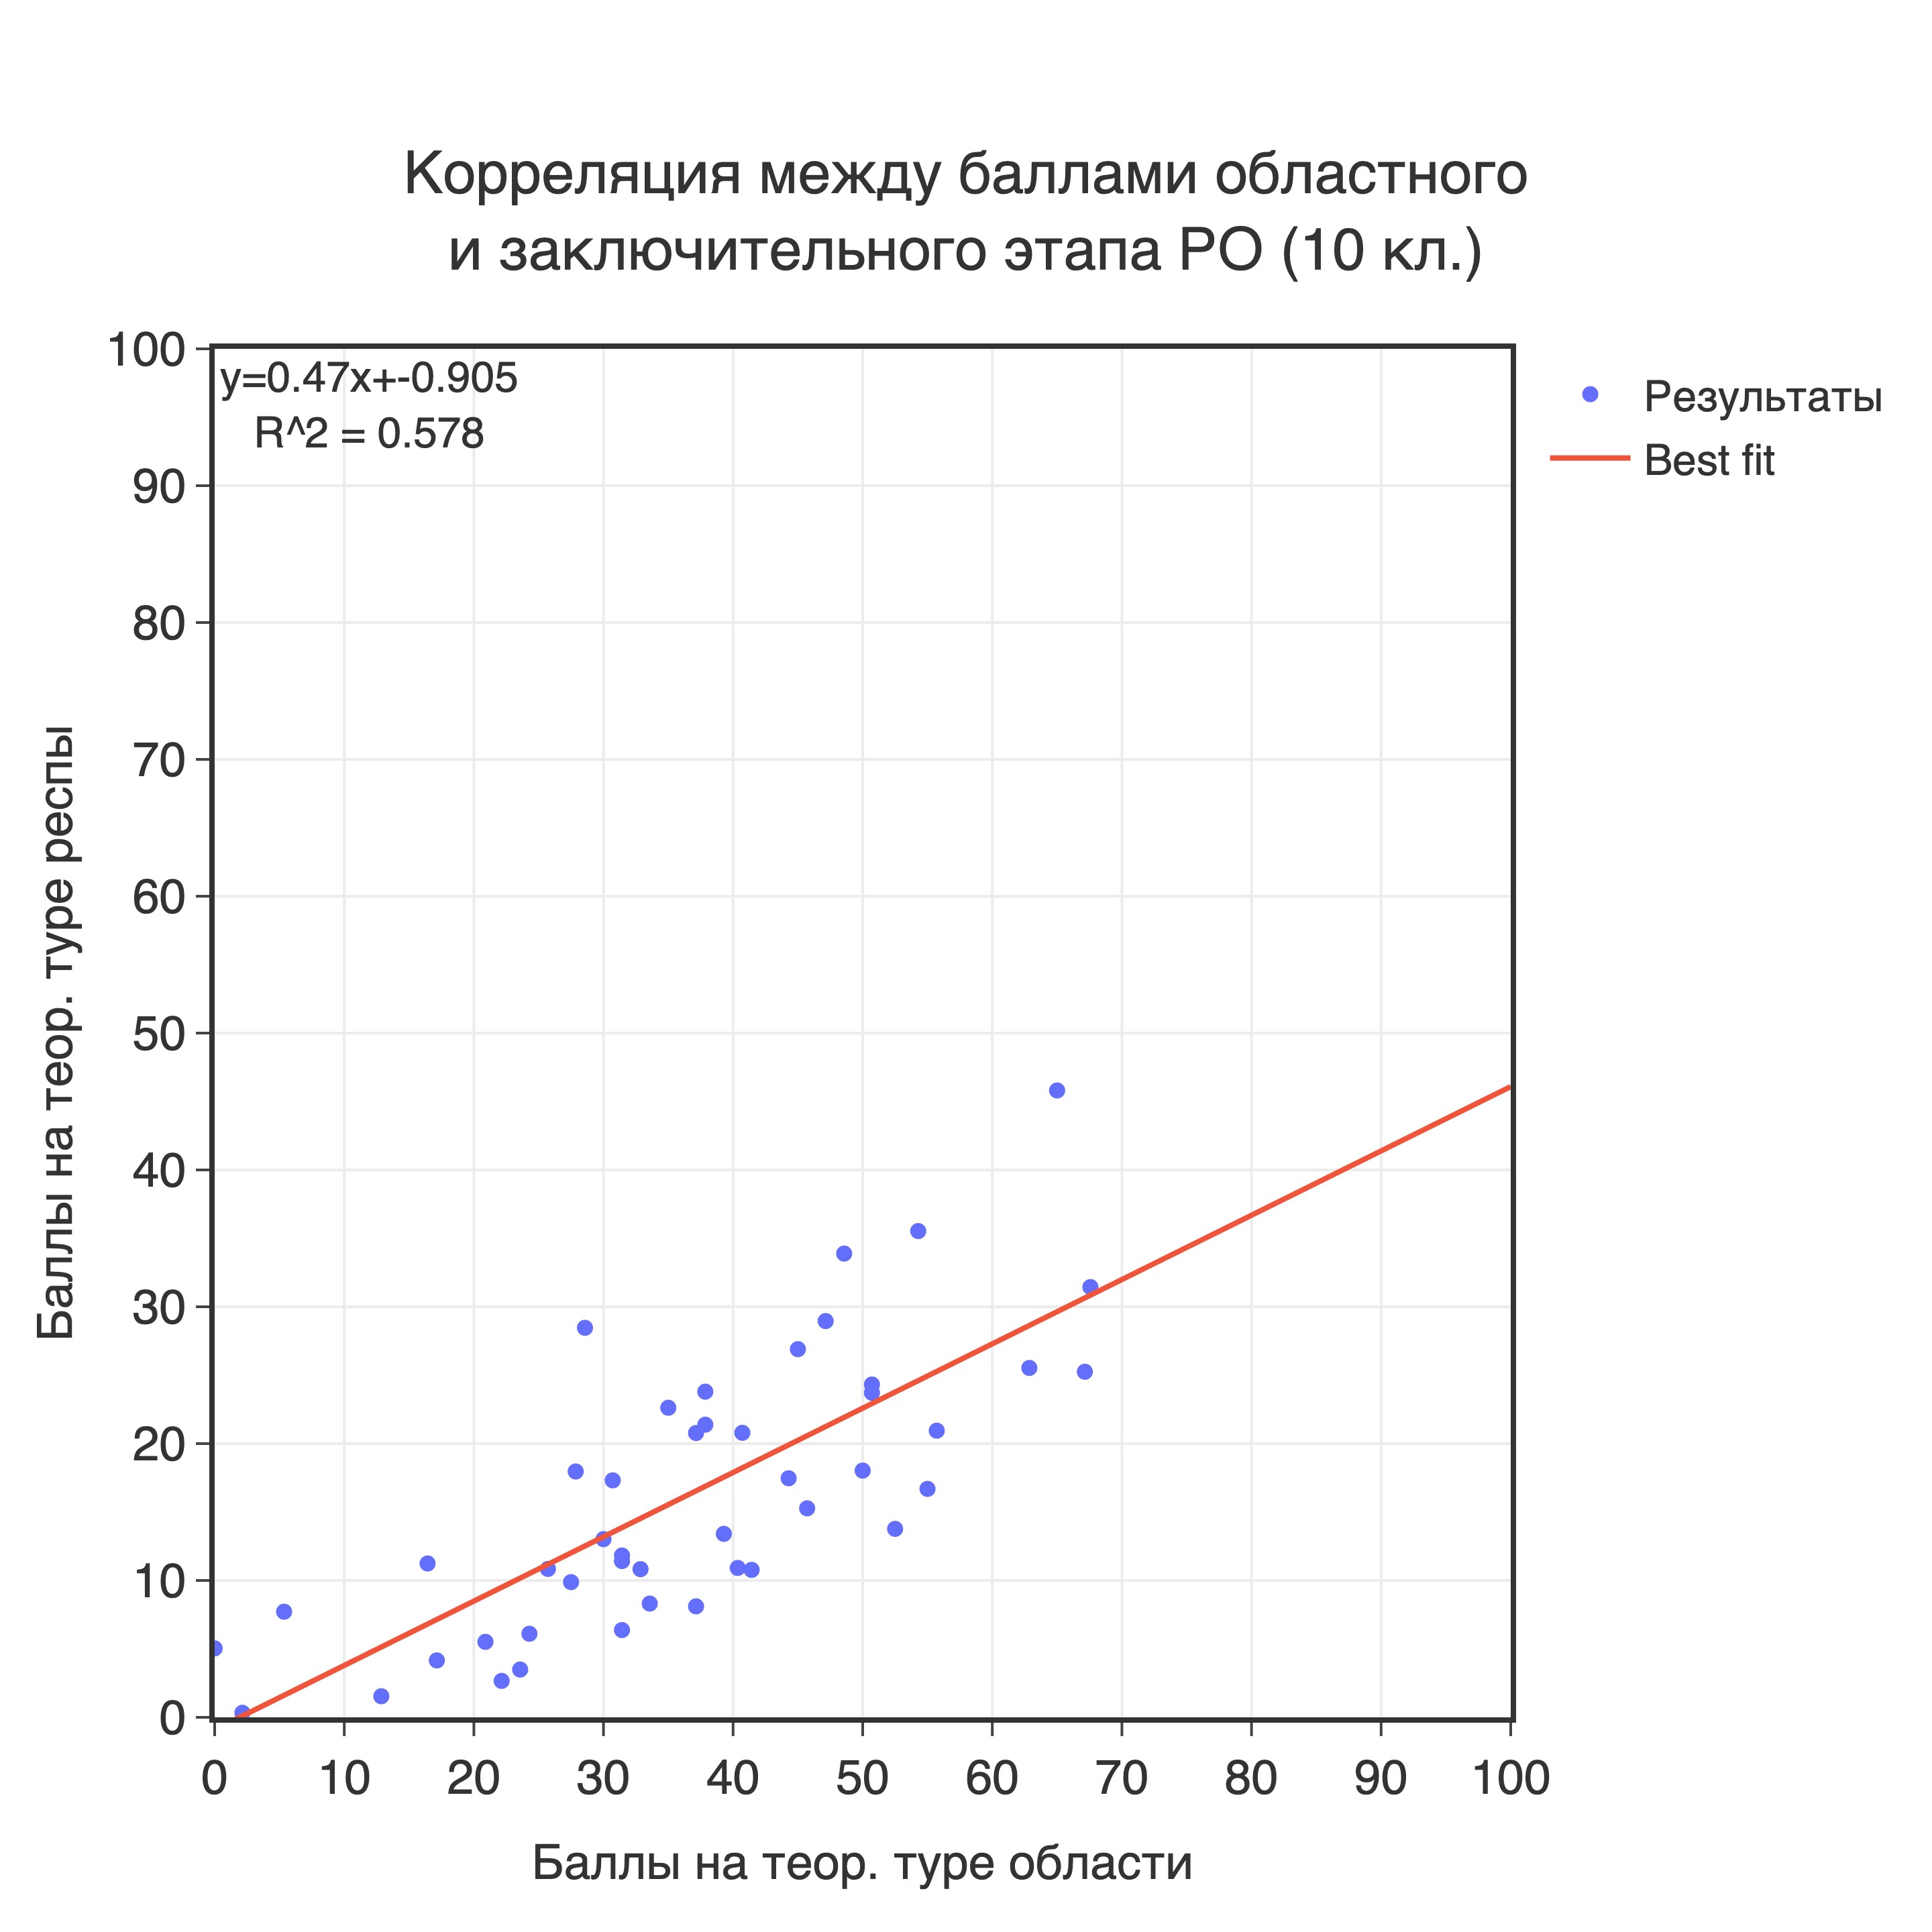 Корреляция между баллами областного
и заключительного этапа РО (10 кл.)
y=0.47x+-0.905
R^2 = 0.578
Результаты
Best fit
Баллы на теор. туре респы
100
90
80
70
60
50
40
30
20
10
0
0 10 20 30 40 50 60 70 80 90 100
Баллы на теор. туре области